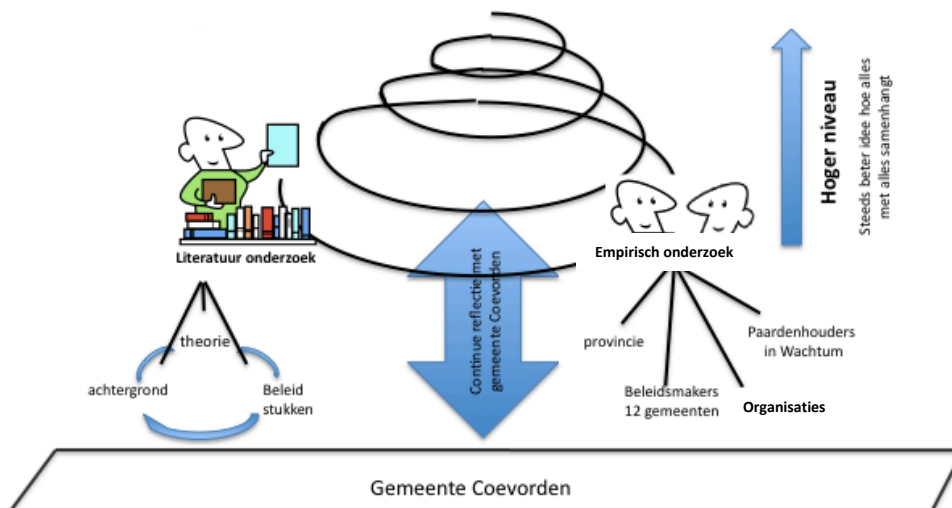 Hoger niveau
Steeds beter idee hoe alles
met alles samenhangt
Literatuur onderzoek
Empirisch onderzoek
Continue reflectie met
gemeente Coevorden
theorie
achtergrond
Beleid
stukken
provincie
Paardenhouders
in Wachtum
Beleidsmakers
12 gemeenten
Organisaties
Gemeente Coevorden